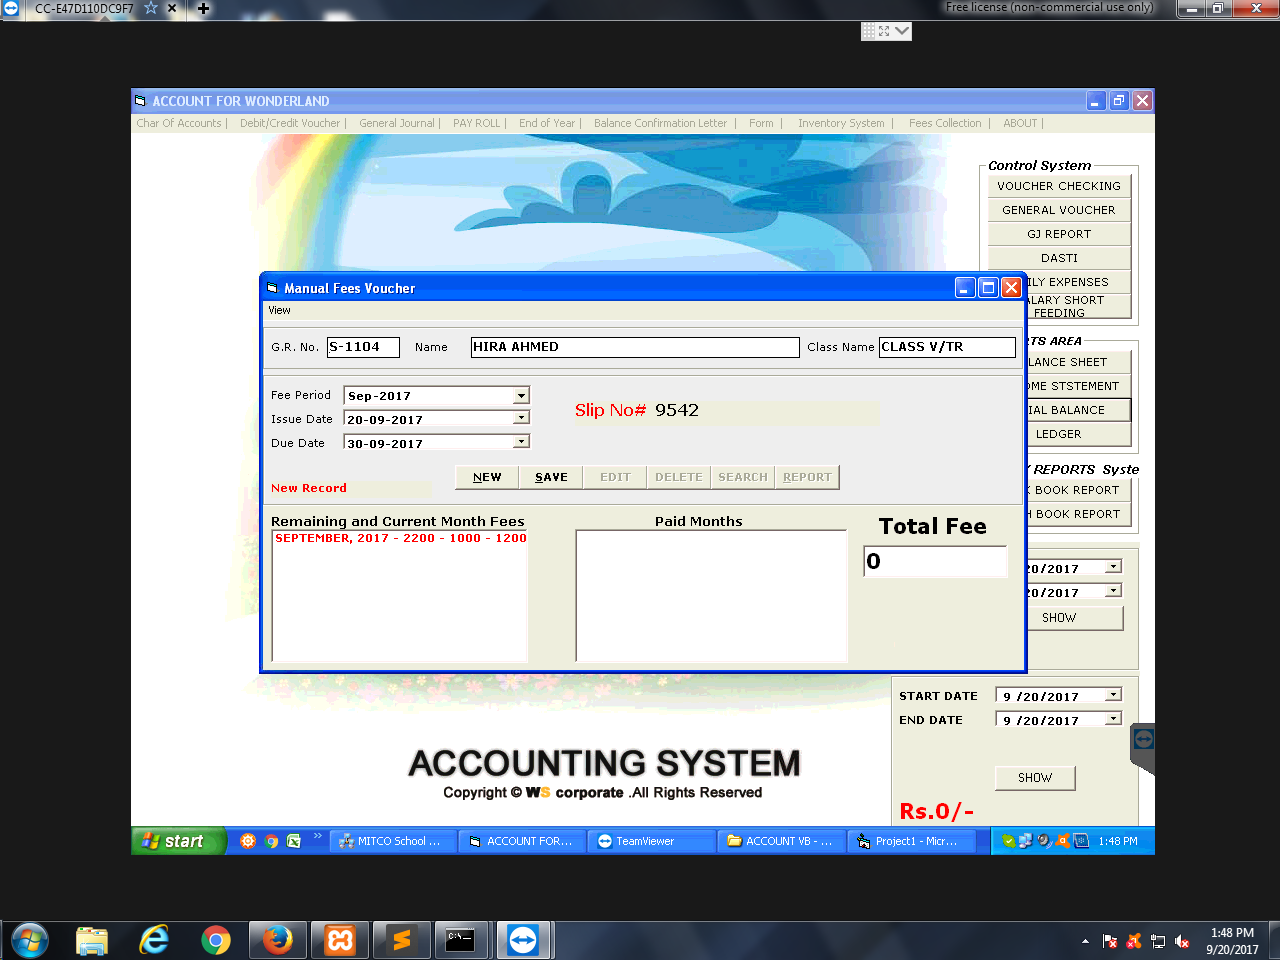 CC-E47D110DC9F7
Free license (non-commercial use only)
ACCOUNT FOR WONDERLAND
Char Of Accounts | Debit/Credit Voucher | General Journal | PAY ROLL | End of Year | Balance Confirmation Letter | Form | Inventory System | Fees Collection | ABOUT |
Control System
VOUCHER CHECKING
GENERAL VOUCHER
GJ REPORT
DASTI
ILY EXPENSES
ALARY SHORT
FEEDING
TS AREA
LANCE SHEET
OME STSTEMENT
IAL BALANCE
LEDGER
Y REPORTS Syste
K BOOK REPORT
H BOOK REPORT
20/2017
20/2017
SHOW
Manual Fees Voucher
View
G.R. No. S-1104 Name HIRA AHMED Class Name CLASS V/TR
Fee Period Sep-2017
Issue Date 20-09-2017
Due Date 30-09-2017
Slip No# 9542
NEW SAVE EDIT DELETE SEARCH REPORT
New Record
Remaining and Current Month Fees
SEPTEMBER, 2017 - 2200 - 1000 - 1200
Paid Months
Total Fee
0
START DATE 9 /20/2017
END DATE 9 /20/2017
SHOW
Rs.0/-
ACCOUNTING SYSTEM
Copyright © WS corporate .All Rights Reserved
start
MITCO School ...
ACCOUNT FOR...
TeamViewer
ACCOUNT VB - ...
Project1 - Micr...
1:48 PM
C:\-
1:48 PM
9/20/2017